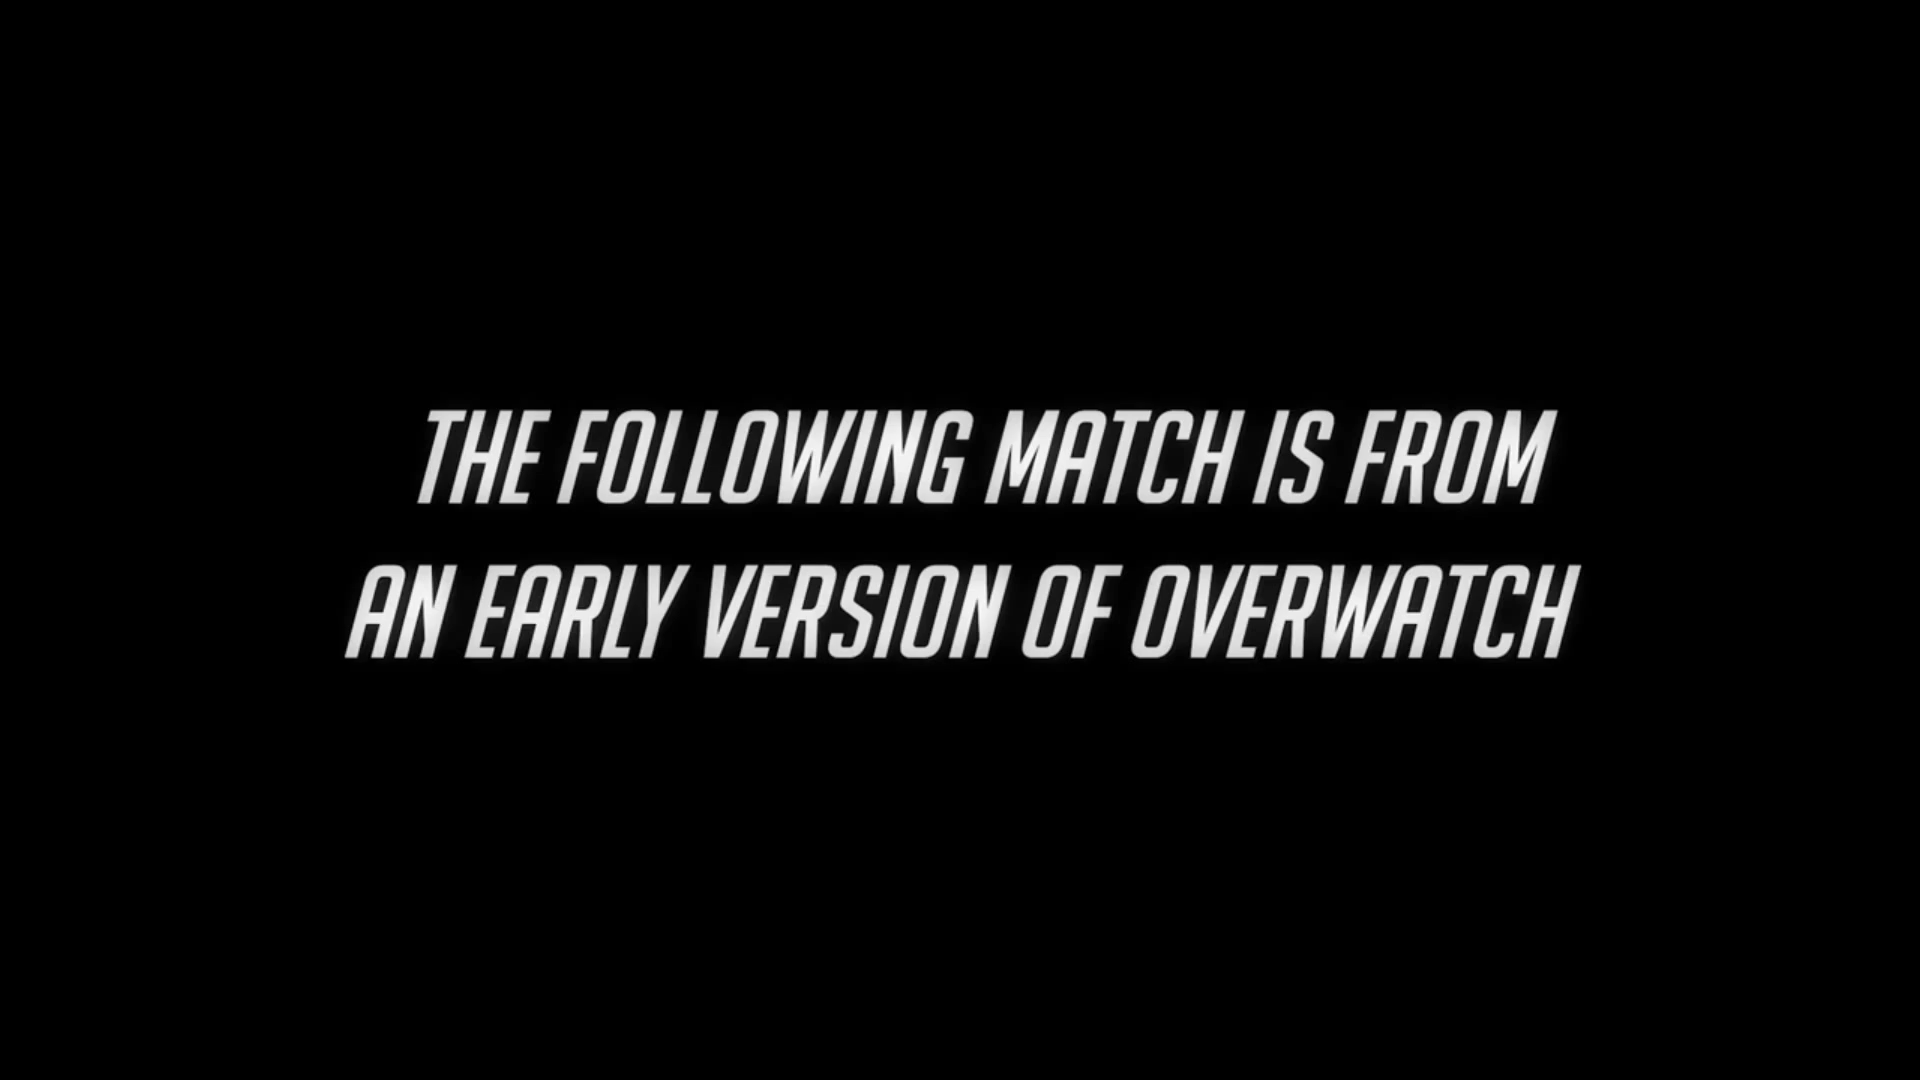 THE FOLLOWING MATCH IS FROM
AN EARLY VERSION OF OVERWATCH